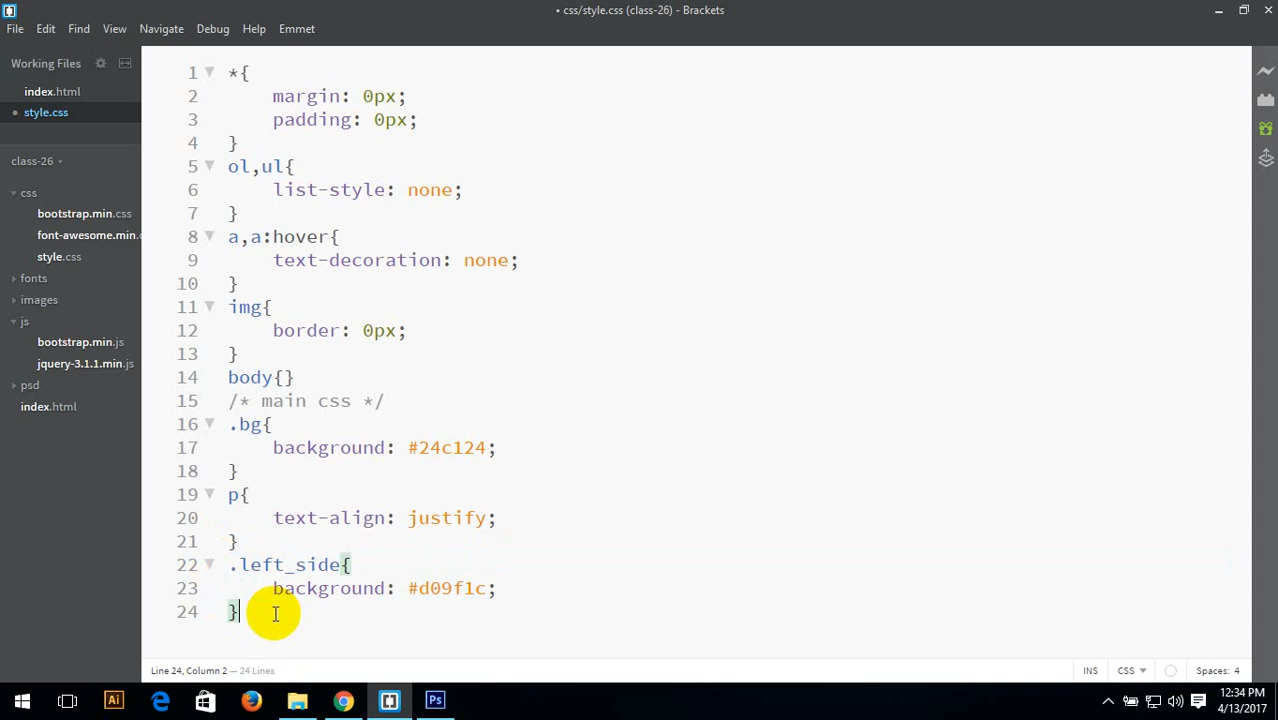 • css/style.css (class-26) - Brackets
File Edit Find View Navigate Debug Help Emmet
Working Files
index.html
• style.css
class-26
css
bootstrap.min.css
font-awesome.min.c
style.css
fonts
images
js
bootstrap.min.js
jquery-3.1.1.min.js
psd
index.html
1 *{
2 margin: 0px;
3 padding: 0px;
4 }
5 ol,ul{
6 list-style: none;
7 }
8 a,a:hover{
9 text-decoration: none;
10 }
11 img{
12 border: 0px;
13 }
14 body{}
15 /* main css */
16 .bg{
17 background: #24c124;
18 }
19 p{
20 text-align: justify;
21 }
22 .left_side{
23 background: #d09f1c;
24 }
Line 24, Column 2 — 24 Lines
INS CSS Spaces: 4
Ai Ps
12:34 PM
4/13/2017